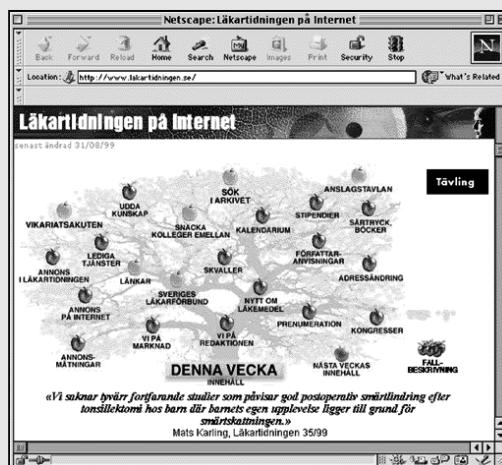 Netscape: Läkartidningen på Internet
Back Forward Reload Home Search Netscape Images Print Security Stop
N
Location: http://www.lakartidningen.se/ What's Related
Läkartidningen på Internet
senast ändrad 31/08/99
Tävling
SÖK
I ARKIVET
ANSLAGSTAVLAN
UDDA
KUNSKAP
STIPENDIER
VIKARIATSAKUTEN
SNACKA
KOLLEGER EMELLAN
KALENDARIUM
SÄRTRYCK,
BÖCKER
LEDIGA
TJÄNSTER
FÖRFATTAR-
ANVISNINGAR
ANNONS
I LÄKARTIDNINGEN
LÄNKAR
SKVALLER
ADRESSÄNDRING
SVERIGES
LÄKARFÖRBUND
NYTT OM
LÄKEMEDEL
ANNONS
PÅ INTERNET
VI PÅ
MARKNAD
VI PÅ
REDAKTIONEN
PRENUMERATION
KONGRESSER
ANNONS-
MÄTNINGAR
DENNA VECKA
INNEHÅLL
NÄSTA VECKAS
INNEHÅLL
FALL-
BESKRIVNING
«Vi saknar tyvärr fortfarande studier som påvisar god postoperativ smärtlindring efter
tonsillektomi hos barn där barnets egen upplevelse ligger till grund för
smärtskattningen.»
Mats Karling, Läkartidningen 35/99